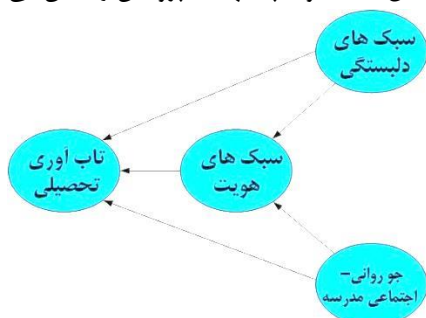 سبک های
دلبستگی
تاب آوری
تحصیلی
سبک های
هویت
جو روانی-
اجتماعی مدرسه